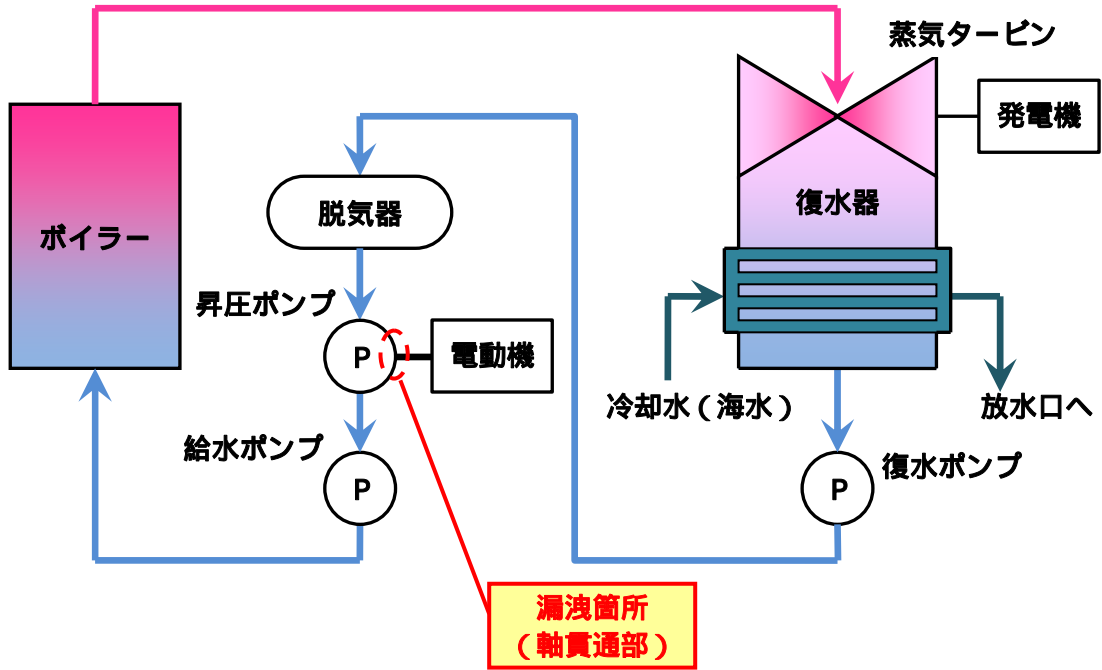 蒸気タービン
発電機
復水器
脱気器
ボイラー
昇圧ポンプ
P
電動機
冷却水(海水)
放水口へ
給水ポンプ
P
復水ポンプ
P
漏洩箇所
(軸貫通部)